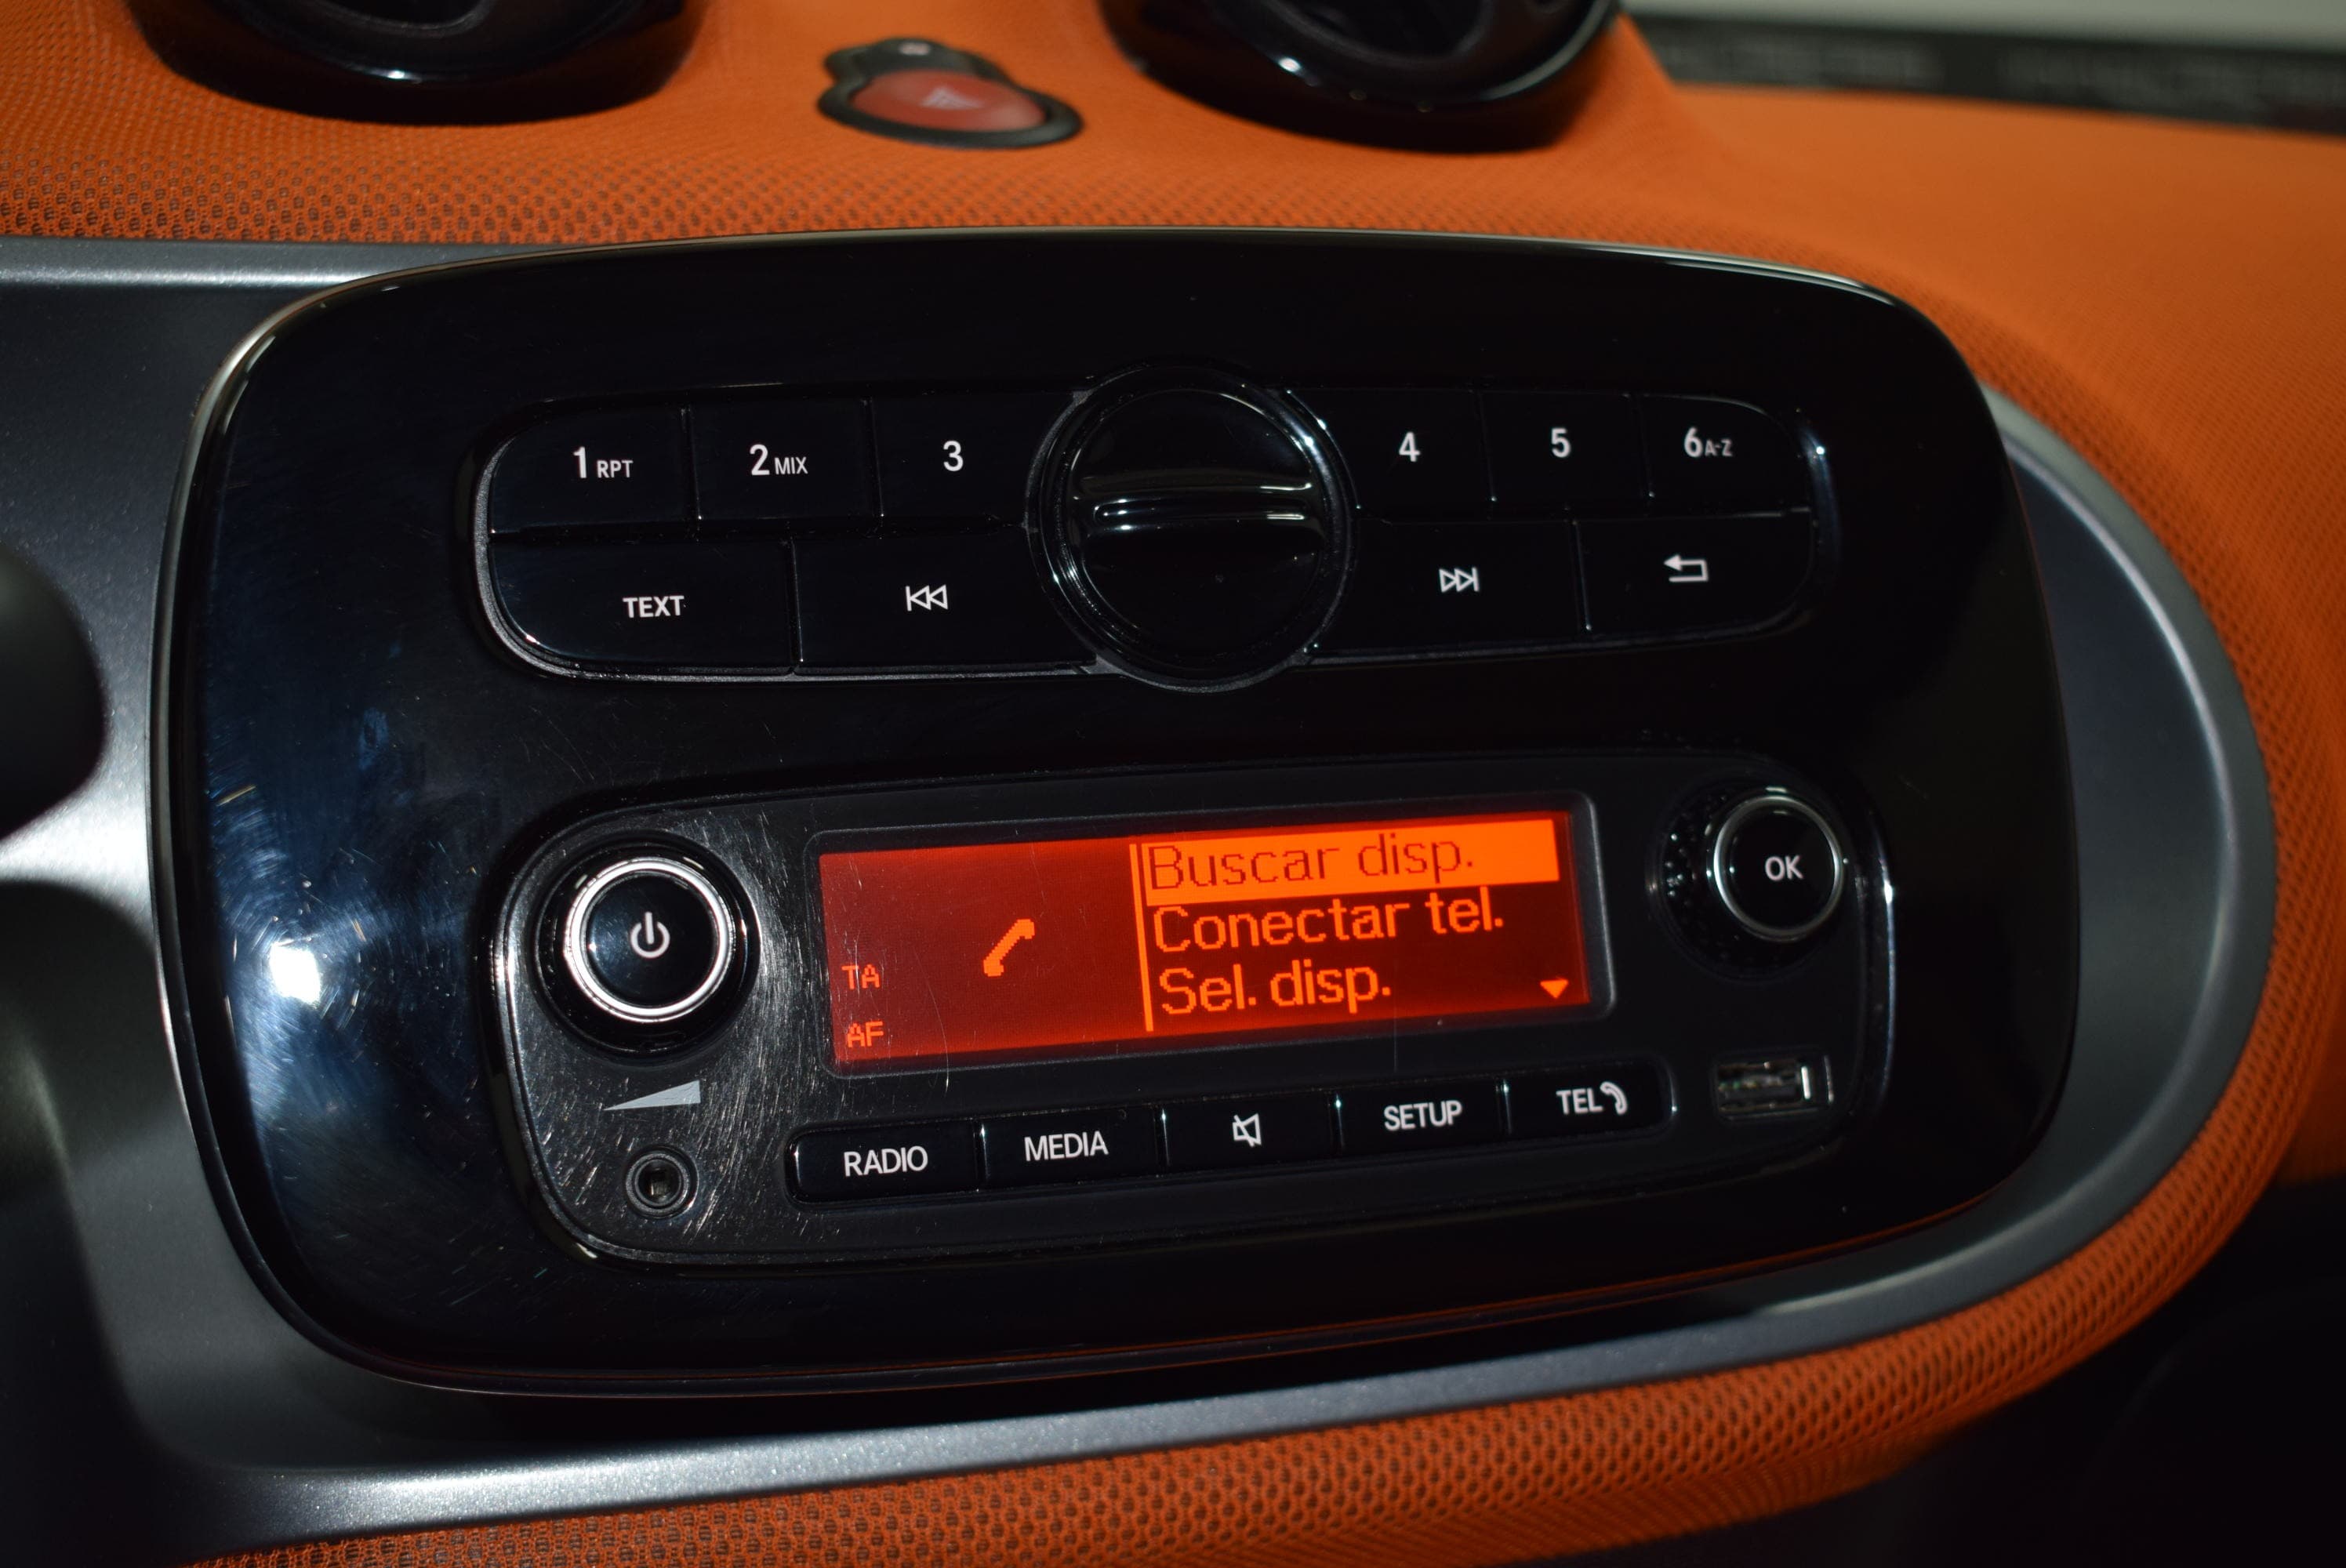 1 RPT
2 MIX
3
4
5
6 A-Z
TEXT
Buscar disp.
Conectar tel.
Sel. disp.
TA
AF
OK
RADIO
MEDIA
SETUP
TEL